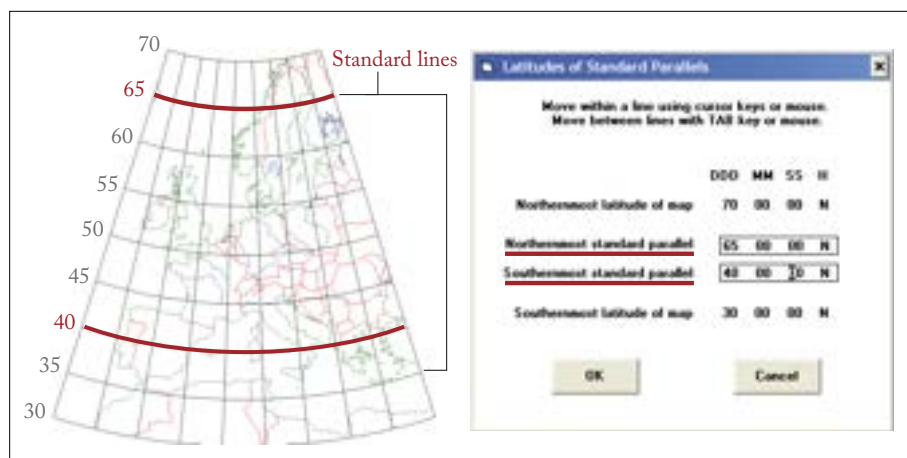 70
65
60
55
50
45
40
35
30
Standard lines
Latitudes of Standard Parallels
Move within a line using cursor keys or mouse.
Move between lines with TAB key or mouse.
DDD MM SS H
Northernmost latitude of map 70 00 00 N
Northernmost standard parallel 65 00 00 N
Southernmost standard parallel 40 00 N
Southernmost latitude of map 30 00 00 N
OK Cancel